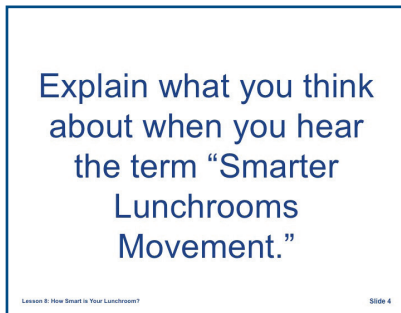 Explain what you think
about when you hear
the term “Smarter
Lunchrooms
Movement.”
Lesson 8: How Smart is Your Lunchroom?
Slide 4